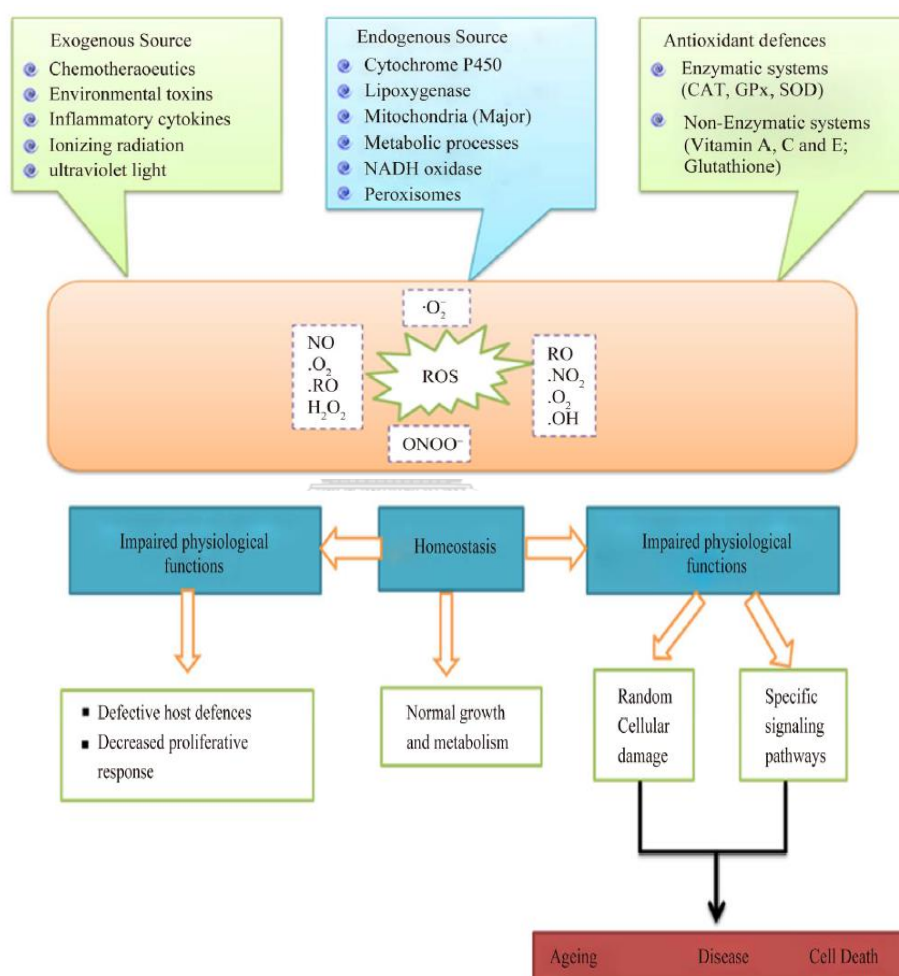 Exogenous Source
Chemotheraoeutics
Environmental toxins
Inflammatory cytokines
Ionizing radiation
ultraviolet light
Endogenous Source
Cytochrome P450
Lipoxygenase
Mitochondria (Major)
Metabolic processes
NADH oxidase
Peroxisomes
Antioxidant defences
Enzymatic systems
(CAT, GPx, SOD)
Non-Enzymatic systems
(Vitamin A, C and E;
Glutathione)
·O₂⁻
NO
.O₂
.RO
H₂O₂
ROS
RO
.NO₂
.O₂
.OH
ONOO⁻
Impaired physiological
functions
Homeostasis
Impaired physiological
functions
Defective host defences
Decreased proliferative
response
Normal growth
and metabolism
Random
Cellular
damage
Specific
signaling
pathways
Ageing Disease Cell Death